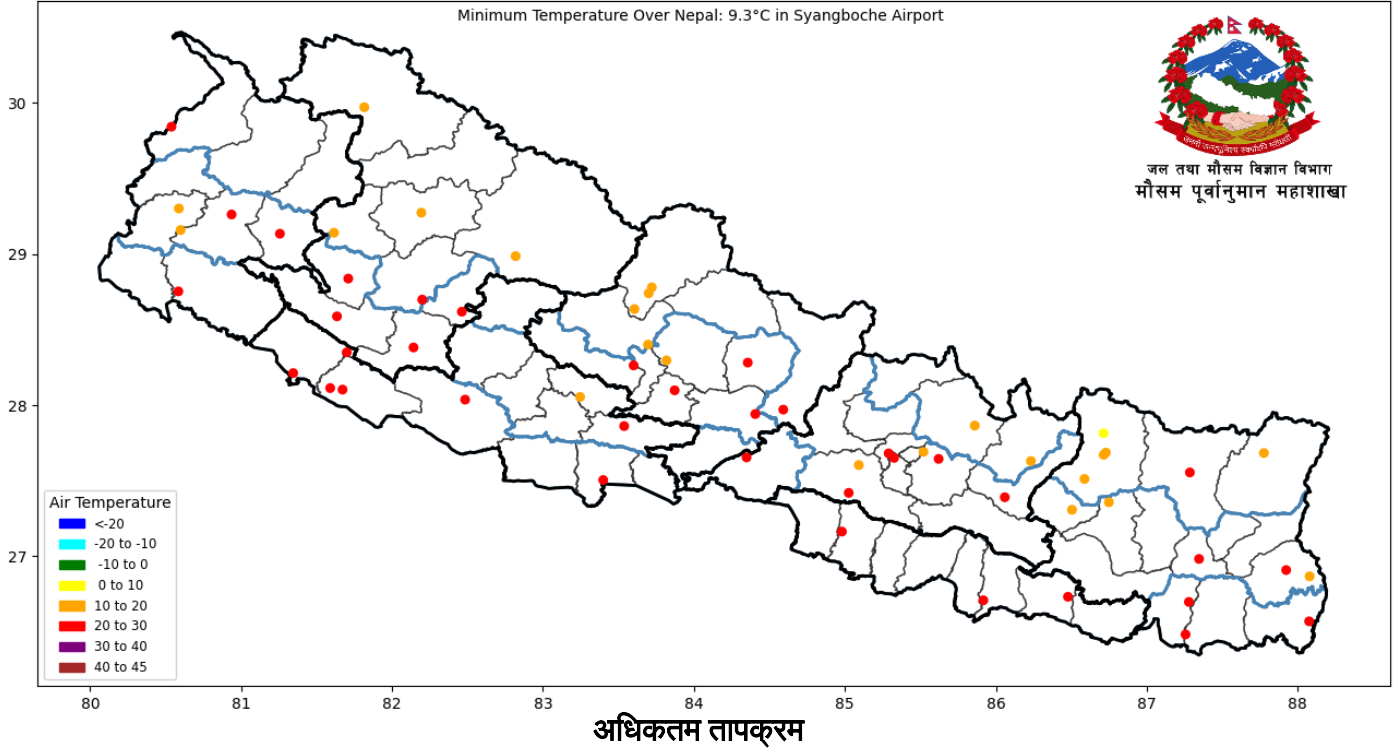 Minimum Temperature Over Nepal: 9.3°C in Syangboche Airport
जल तथा मौसम विज्ञान विभाग
मौसम पूर्वानुमान महाशाखा
30
29
28
27
Air Temperature
<-20
-20 to -10
-10 to 0
0 to 10
10 to 20
20 to 30
30 to 40
40 to 45
80 81 82 83 84 85 86 87 88
अधिकतम तापक्रम